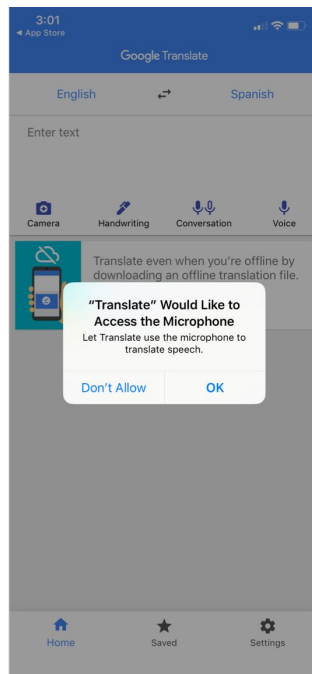 3:01
◀ App Store
Google Translate
English
Spanish
Enter text
Camera
Handwriting
Conversation
Voice
Translate even when you're offline by
downloading an offline translation file.
“Translate” Would Like to
Access the Microphone
Let Translate use the microphone to
translate speech.
Don't Allow
OK
Home
Saved
Settings